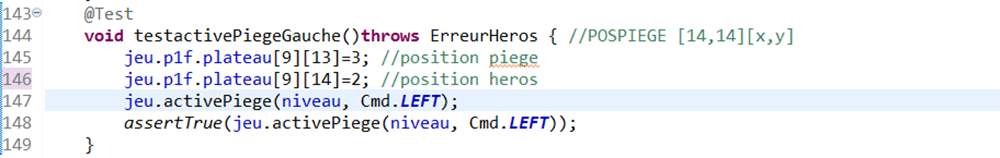 143 @Test
144 void testactivePiegeGauche()throws ErreurHeros { //POSPIEGE [14,14][x,y]
145 jeu.p1f.plateau[9][13]=3; //position piege
146 jeu.p1f.plateau[9][14]=2; //position heros
147 jeu.activePiege(niveau, Cmd.LEFT);
148 assertTrue(jeu.activePiege(niveau, Cmd.LEFT));
149 }